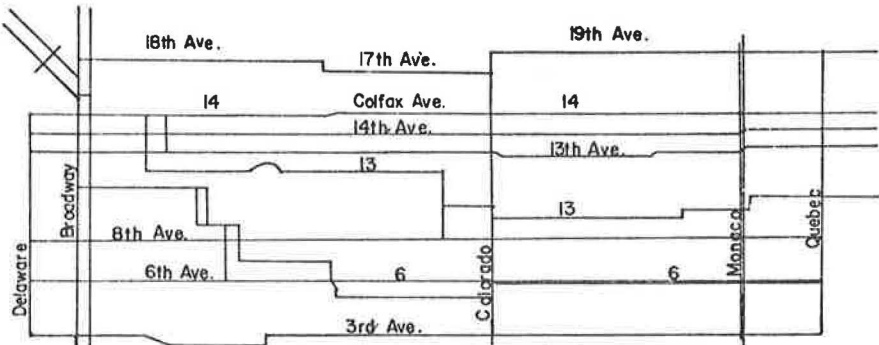 18th Ave.
17th Ave.
19th Ave.
14
Colfax Ave.
14
14th Ave.
13th Ave.
13
13
8th Ave.
6th Ave.
6
6
3rd Ave.
Delaware
Broadway
Colorado
Monaco
Quebec